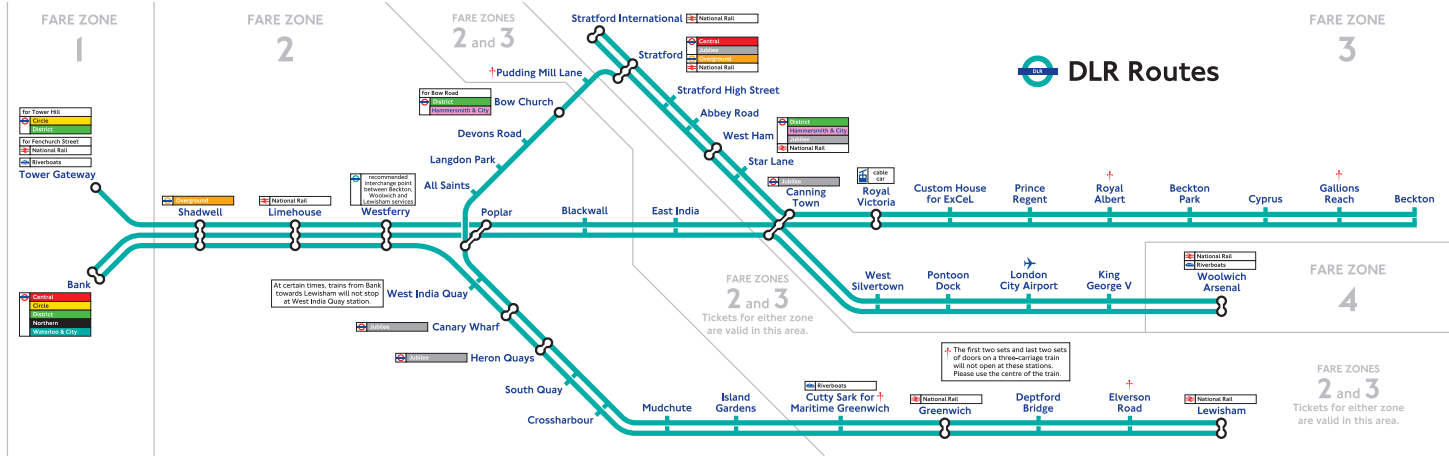 FARE ZONE
1
FARE ZONE
2
FARE ZONES
2 and 3
FARE ZONE
3
DLR
DLR Routes
Stratford International
National Rail
Stratford
Central
Jubilee
Overground
National Rail
†Pudding Mill Lane
for Bow Road
District
Hammersmith & City
Bow Church
Devons Road
Langdon Park
All Saints
Stratford High Street
Abbey Road
West Ham
District
Hammersmith & City
Jubilee
National Rail
Star Lane
for Tower Hill
Circle
District
for Fenchurch Street
National Rail
Riverboats
Tower Gateway
Overground
Shadwell
National Rail
Limehouse
recommended
interchange point
between Beckton,
Woolwich and
Lewisham services
Westferry
Poplar
Blackwall
East India
Jubilee
Canning
Town
cable
car
Royal
Victoria
Custom House
for ExCeL
Prince
Regent
†
Royal
Albert
Beckton
Park
Cyprus
†
Gallions
Reach
Beckton
Bank
Central
Circle
District
Northern
Waterloo & City
At certain times, trains from Bank
towards Lewisham will not stop
at West India Quay station.
West India Quay
Jubilee
Canary Wharf
Jubilee
Heron Quays
South Quay
Crossharbour
FARE ZONES
2 and 3
Tickets for either zone
are valid in this area.
West
Silvertown
Pontoon
Dock
London
City Airport
King
George V
National Rail
Riverboats
Woolwich
Arsenal
FARE ZONE
4
† The first two sets and last two sets
of doors on a three-carriage train
will not open at these stations.
Please use the centre of the train.
Mudchute
Island
Gardens
Riverboats
Cutty Sark for †
Maritime Greenwich
National Rail
Greenwich
Deptford
Bridge
†
Elverson
Road
National Rail
Lewisham
FARE ZONES
2 and 3
Tickets for either zone
are valid in this area.